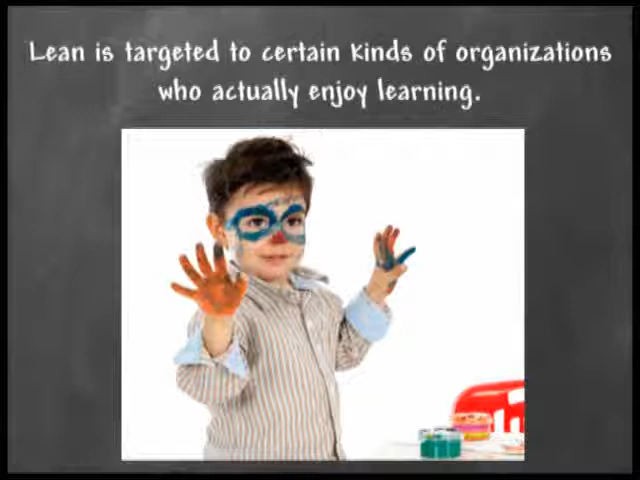 Lean is targeted to certain kinds of organizations
who actually enjoy learning.